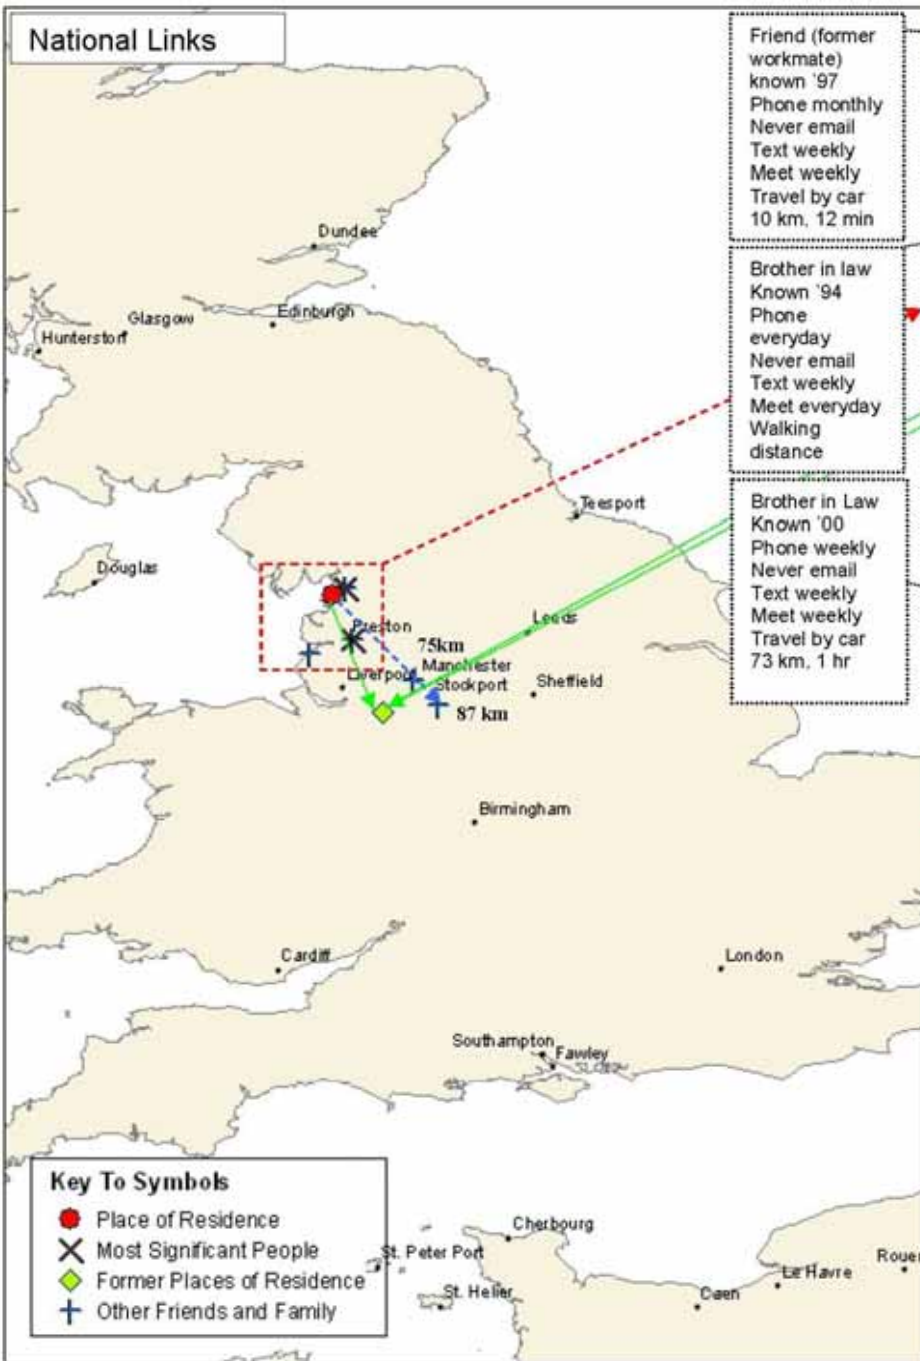 National Links
Friend (former
workmate)
known '97
Phone monthly
Never email
Text weekly
Meet weekly
Travel by car
10 km, 12 min
Brother in law
Known '94
Phone
everyday
Never email
Text weekly
Meet everyday
Walking
distance
Brother in Law
Known '00
Phone weekly
Never email
Text weekly
Meet weekly
Travel by car
73 km, 1 hr
Dundee
Glasgow
Edinburgh
Teesport
Douglas
Preston
Leeds
75km
Manchester
Liverpool
Stockport
Sheffield
87 km
Birmingham
Cardiff
London
Southampton
Fawley
Key To Symbols
Place of Residence
Most Significant People
Former Places of Residence
Other Friends and Family
Cherbourg
St. Peter Port
St. Helier
Caen
Le Havre